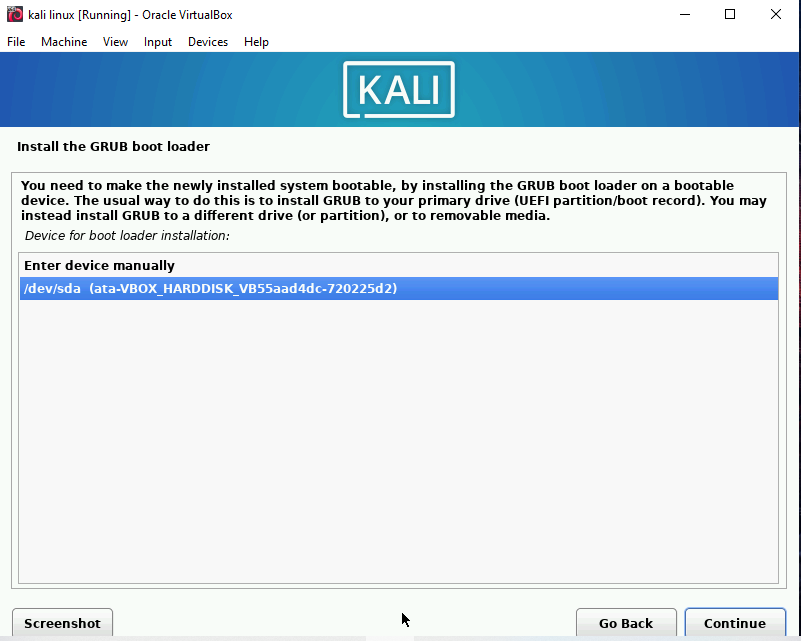 kali linux [Running] - Oracle VirtualBox
File Machine View Input Devices Help
KALI
Install the GRUB boot loader
You need to make the newly installed system bootable, by installing the GRUB boot loader on a bootable
device. The usual way to do this is to install GRUB to your primary drive (UEFI partition/boot record). You may
instead install GRUB to a different drive (or partition), or to removable media.
Device for boot loader installation:
Enter device manually
/dev/sda (ata-VBOX_HARDDISK_VB55aad4dc-720225d2)
Screenshot Go Back Continue